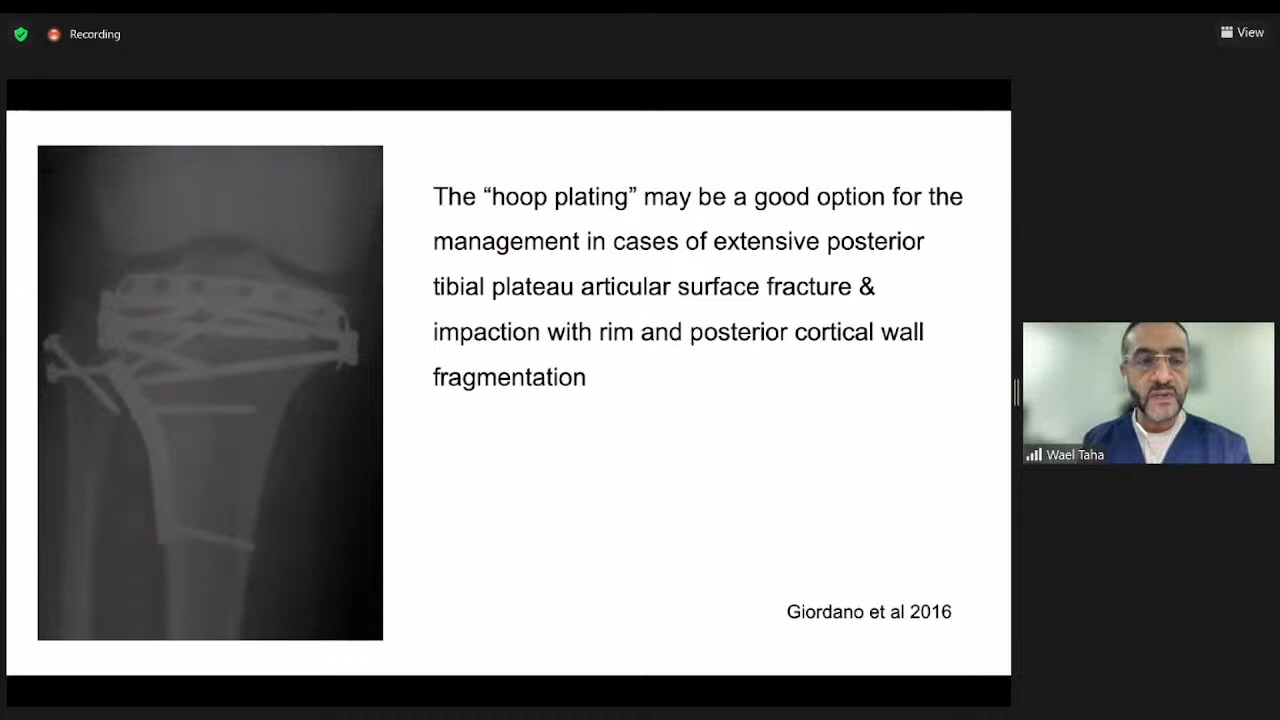 Recording
View
The “hoop plating” may be a good option for the
management in cases of extensive posterior
tibial plateau articular surface fracture &
impaction with rim and posterior cortical wall
fragmentation
Giordano et al 2016
Wael Taha